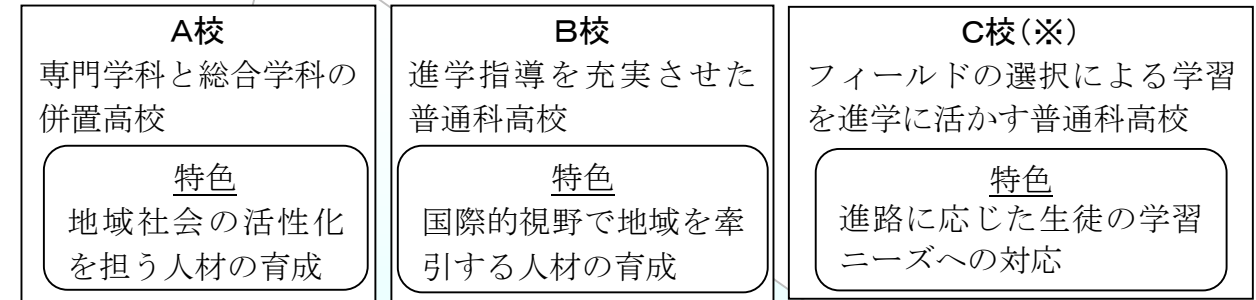 A校
専門学科と総合学科の
併置高校
特色
地域社会の活性化
を担う人材の育成
B校
進学指導を充実させた
普通科高校
特色
国際的視野で地域を牽
引する人材の育成
C校(※)
フィールドの選択による学習
を進学に活かす普通科高校
特色
進路に応じた生徒の学習
ニーズへの対応